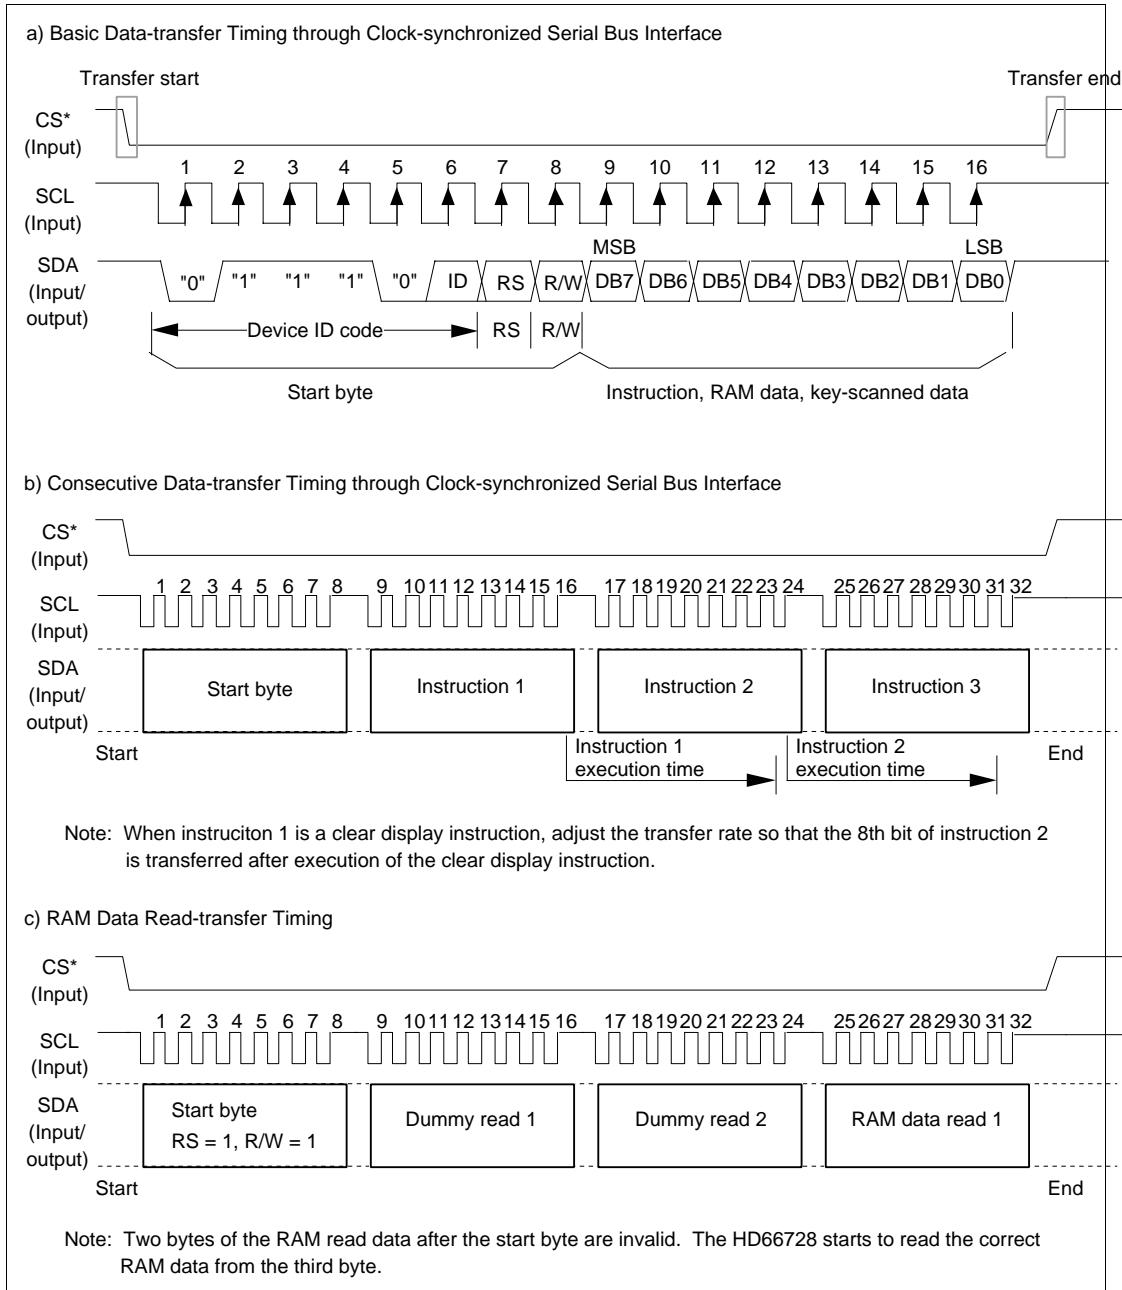 a) Basic Data-transfer Timing through Clock-synchronized Serial Bus Interface
Transfer start
Transfer end
CS*
(Input)
1 2 3 4 5 6 7 8 9 10 11 12 13 14 15 16
SCL
(Input)
MSB
LSB
SDA
(Input/
output)
"0" "1" "1" "1" "0" ID RS R/W DB7 DB6 DB5 DB4 DB3 DB2 DB1 DB0
Device ID code RS R/W
Start byte
Instruction, RAM data, key-scanned data
b) Consecutive Data-transfer Timing through Clock-synchronized Serial Bus Interface
CS*
(Input)
1 2 3 4 5 6 7 8 9 10 11 12 13 14 15 16 17 18 19 20 21 22 23 24 25 26 27 28 29 30 31 32
SCL
(Input)
SDA
(Input/
output)
Start byte
Instruction 1
Instruction 2
Instruction 3
Start
Instruction 1
execution time
Instruction 2
execution time
End
Note: When instruciton 1 is a clear display instruction, adjust the transfer rate so that the 8th bit of instruction 2
is transferred after execution of the clear display instruction.
c) RAM Data Read-transfer Timing
CS*
(Input)
1 2 3 4 5 6 7 8 9 10 11 12 13 14 15 16 17 18 19 20 21 22 23 24 25 26 27 28 29 30 31 32
SCL
(Input)
SDA
(Input/
output)
Start byte
RS = 1, R/W = 1
Dummy read 1
Dummy read 2
RAM data read 1
Start
End
Note: Two bytes of the RAM read data after the start byte are invalid. The HD66728 starts to read the correct
RAM data from the third byte.